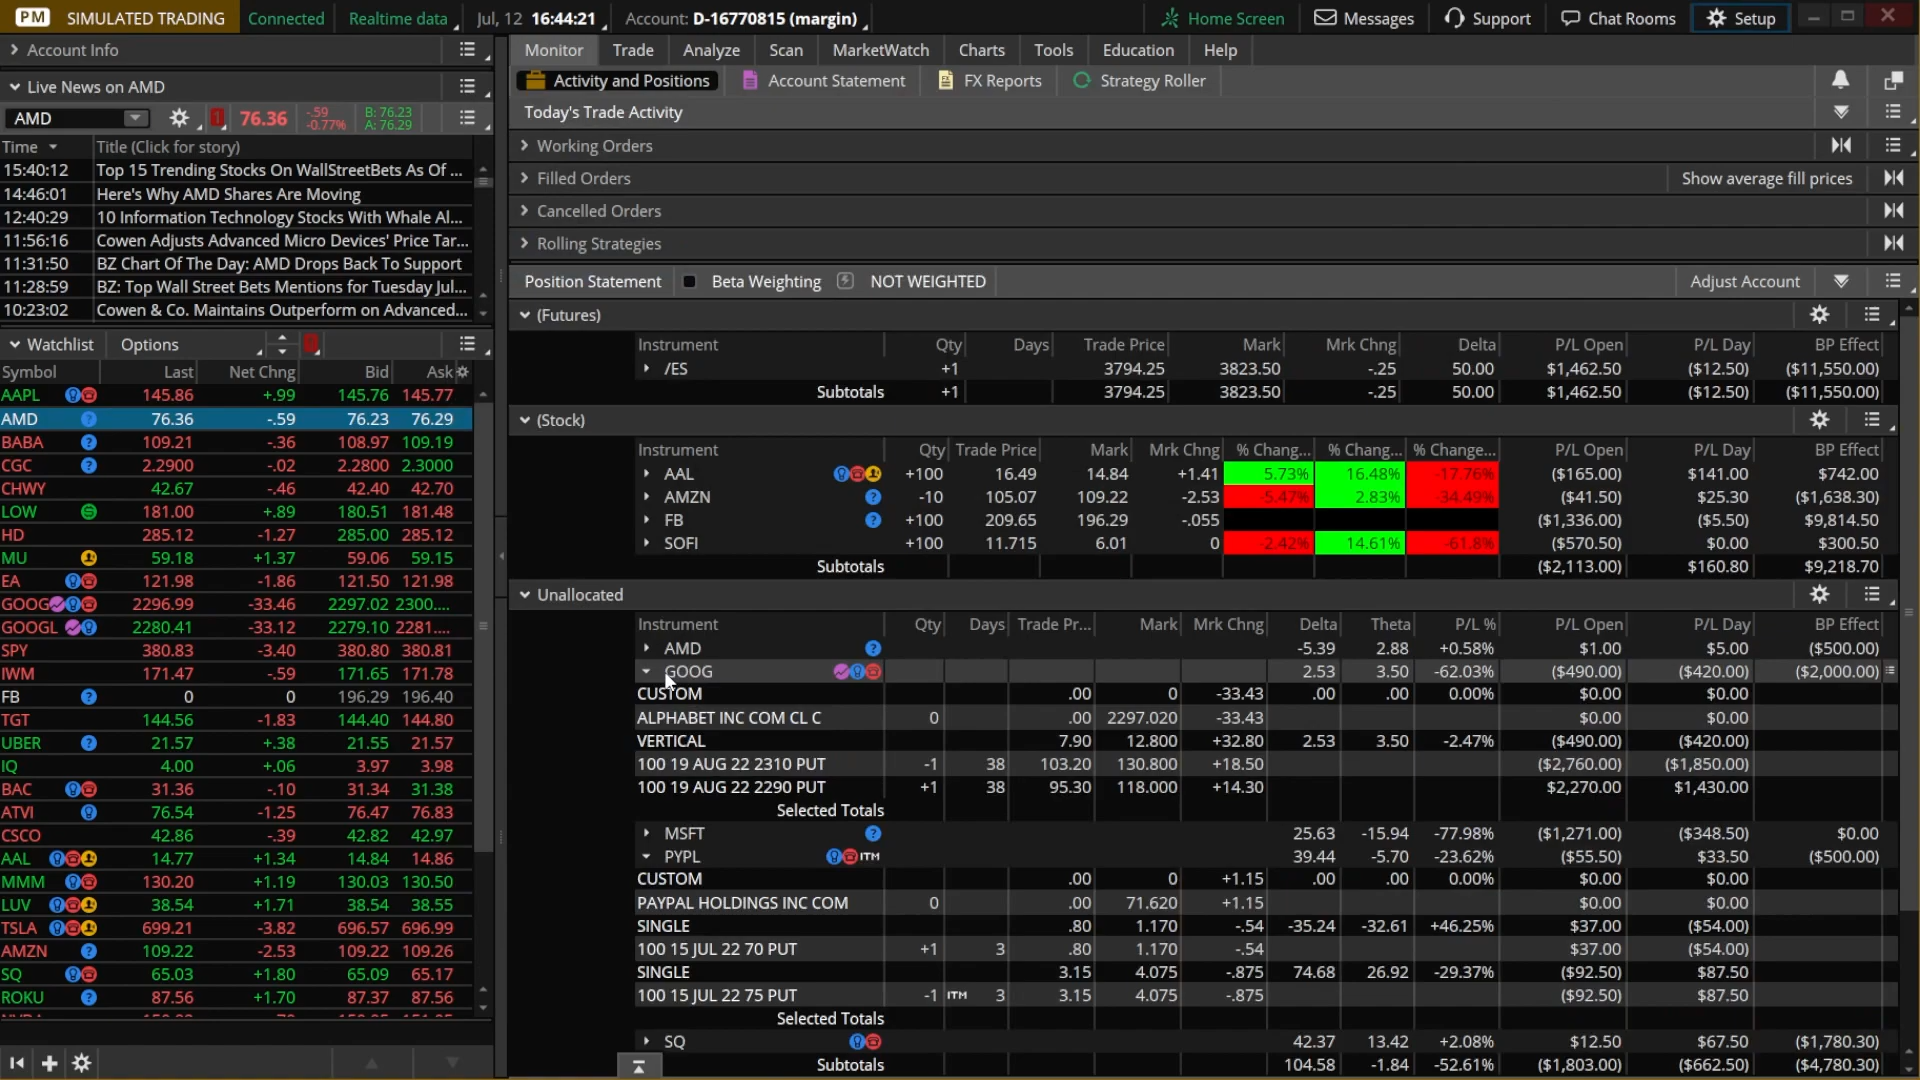 PM SIMULATED TRADING Connected Realtime data Jul, 12 16:44:21 Account: D-16770815 (margin) Home Screen Messages Support Chat Rooms Setup
Account Info
Monitor Trade Analyze Scan MarketWatch Charts Tools Education Help
Live News on AMD
Activity and Positions Account Statement FX Reports Strategy Roller
AMD 76.36 -.59 -0.77% B: 76.23 A: 76.29
Today's Trade Activity
Time Title (Click for story)
Working Orders
15:40:12 Top 15 Trending Stocks On WallStreetBets As Of ...
Filled Orders Show average fill prices
14:46:01 Here's Why AMD Shares Are Moving
12:40:29 10 Information Technology Stocks With Whale Al...
Cancelled Orders
11:56:16 Cowen Adjusts Advanced Micro Devices' Price Tar...
Rolling Strategies
11:31:50 BZ Chart Of The Day: AMD Drops Back To Support
11:28:59 BZ: Top Wall Street Bets Mentions for Tuesday Jul...
10:23:02 Cowen & Co. Maintains Outperform on Advanced...
Position Statement Beta Weighting NOT WEIGHTED Adjust Account
(Futures)
Instrument Qty Days Trade Price Mark Mrk Chng Delta P/L Open P/L Day BP Effect
/ES +1 3794.25 3823.50 -.25 50.00 $1,462.50 ($12.50) ($11,550.00)
Subtotals +1 3794.25 3823.50 -.25 50.00 $1,462.50 ($12.50) ($11,550.00)
(Stock)
Instrument Qty Trade Price Mark Mrk Chng % Chang... % Chang... % Change... P/L Open P/L Day BP Effect
AAL +100 16.49 14.84 +1.41 5.73% 16.48% -17.76% ($165.00) $141.00 $742.00
AMZN -10 105.07 109.22 -2.53 -5.47% 2.83% -34.49% ($41.50) $25.30 ($1,638.30)
FB +100 209.65 196.29 -.055 ($1,336.00) ($5.50) $9,814.50
SOFI +100 11.715 6.01 0 -2.42% 14.61% -61.8% ($570.50) $0.00 $300.50
Subtotals ($2,113.00) $160.80 $9,218.70
Unallocated
Instrument Qty Days Trade Pr... Mark Mrk Chng Delta Theta P/L % P/L Open P/L Day BP Effect
AMD -5.39 2.88 +0.58% $1.00 $5.00 ($500.00)
GOOG 2.53 3.50 -62.03% ($490.00) ($420.00) ($2,000.00)
CUSTOM .00 0 -33.43 .00 .00 0.00% $0.00 $0.00
ALPHABET INC COM CL C 0 .00 2297.020 -33.43 $0.00 $0.00
VERTICAL 7.90 12.800 +32.80 2.53 3.50 -2.47% ($490.00) ($420.00)
100 19 AUG 22 2310 PUT -1 38 103.20 130.800 +18.50 ($2,760.00) ($1,850.00)
100 19 AUG 22 2290 PUT +1 38 95.30 118.000 +14.30 $2,270.00 $1,430.00
Selected Totals
MSFT 25.63 -15.94 -77.98% ($1,271.00) ($348.50) $0.00
PYPL ITM 39.44 -5.70 -23.62% ($55.50) $33.50 ($500.00)
CUSTOM .00 0 +1.15 .00 .00 0.00% $0.00 $0.00
PAYPAL HOLDINGS INC COM 0 .00 71.620 +1.15 $0.00 $0.00
SINGLE .80 1.170 -.54 -35.24 -32.61 +46.25% $37.00 ($54.00)
100 15 JUL 22 70 PUT +1 3 .80 1.170 -.54 $37.00 ($54.00)
SINGLE 3.15 4.075 -.875 74.68 26.92 -29.37% ($92.50) $87.50
100 15 JUL 22 75 PUT -1 ITM 3 3.15 4.075 -.875 ($92.50) $87.50
Selected Totals
SQ 42.37 13.42 +2.08% $12.50 $67.50 ($1,780.30)
Subtotals 104.58 -1.84 -52.61% ($1,803.00) ($662.50) ($4,780.30)
Watchlist Options
Symbol Last Net Chng Bid Ask
AAPL 145.86 +.99 145.76 145.77
AMD 76.36 -.59 76.23 76.29
BABA 109.21 -.36 108.97 109.19
CGC 2.2900 -.02 2.2800 2.3000
CHWY 42.67 -.46 42.40 42.70
LOW 181.00 +.89 180.51 181.48
HD 285.12 -1.27 285.00 285.12
MU 59.18 +1.37 59.06 59.15
EA 121.98 -1.86 121.50 121.98
GOOG 2296.99 -33.46 2297.02 2300....
GOOGL 2280.41 -33.12 2279.10 2281....
SPY 380.83 -3.40 380.80 380.81
IWM 171.47 -.59 171.65 171.78
FB 0 0 196.29 196.40
TGT 144.56 -1.83 144.40 144.80
UBER 21.57 +.38 21.55 21.57
IQ 4.00 +.06 3.97 3.98
BAC 31.36 -.10 31.34 31.38
ATVI 76.54 -1.25 76.47 76.83
CSCO 42.86 -.39 42.82 42.97
AAL 14.77 +1.34 14.84 14.86
MMM 130.20 +1.19 130.03 130.50
LUV 38.54 +1.71 38.54 38.55
TSLA 699.21 -3.82 696.57 696.99
AMZN 109.22 -2.53 109.22 109.26
SQ 65.03 +1.80 65.09 65.17
ROKU 87.56 +1.70 87.37 87.56